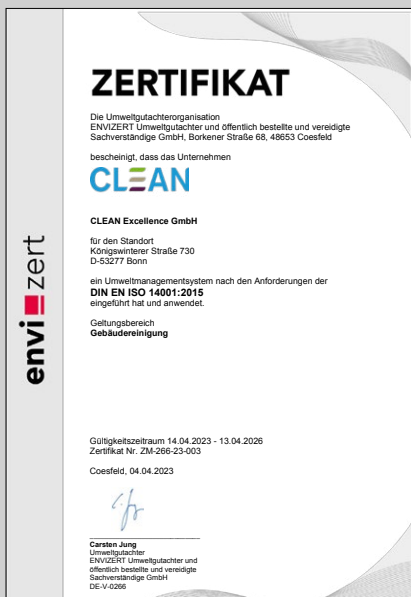 ZERTIFIKAT
Die Umweltgutachterorganisation
ENVIZERT Umweltgutachter und öffentlich bestellte und vereidigte
Sachverständige GmbH, Borkener Straße 68, 48653 Coesfeld
bescheinigt, dass das Unternehmen
CLEAN
CLEAN Excellence GmbH
für den Standort
Königswinterer Straße 730
D-53277 Bonn
ein Umweltmanagementsystem nach den Anforderungen der
DIN EN ISO 14001:2015
eingeführt hat und anwendet.
Geltungsbereich
Gebäudereinigung
envizert
Gültigkeitszeitraum 14.04.2023 - 13.04.2026
Zertifikat Nr. ZM-266-23-003
Coesfeld, 04.04.2023
Carsten Jung
Umweltgutachter
ENVIZERT Umweltgutachter und
öffentlich bestellte und vereidigte
Sachverständige GmbH
DE-V-0266